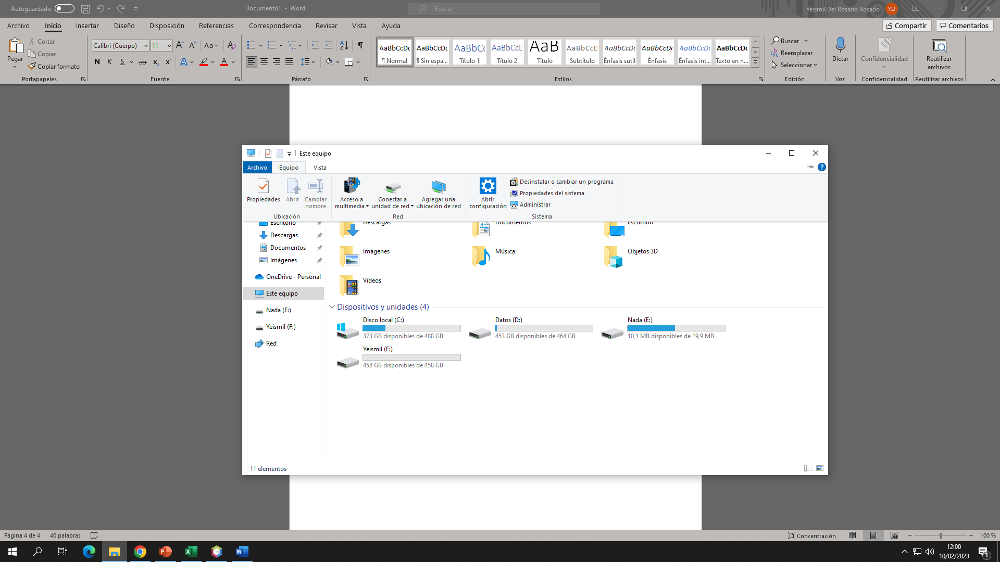 Autoguardado
Documento1 - Word
Buscar
Yeismil Del Rosario Rosado
YD
Archivo
Inicio
Insertar
Diseño
Disposición
Referencias
Correspondencia
Revisar
Vista
Ayuda
Compartir
Comentarios
Pegar
Cortar
Copiar
Copiar formato
Portapapeles
Calibri (Cuerpo)
11
Aa
N K S ab x₂ x²
Fuente
Párrafo
AaBbCcDc
¶ Normal
AaBbCcDc
¶ Sin espa...
AaBbCc
Título 1
AaBbCcD
Título 2
AaB
Título
AaBbCcD
Subtítulo
AaBbCcDc
Énfasis sutil
AaBbCcDc
Énfasis
AaBbCcDc
Énfasis int...
AaBbCcDc
Texto en n...
Estilos
Buscar
Reemplazar
Seleccionar
Edición
Dictar
Voz
Confidencialidad
Confidencialidad
Reutilizar
archivos
Reutilizar archivos
Este equipo
Archivo
Equipo
Vista
Propiedades
Abrir
Cambiar
nombre
Ubicación
Acceso a
multimedia
Conectar a
unidad de red
Agregar una
ubicación de red
Red
Abrir
configuración
Desinstalar o cambiar un programa
Propiedades del sistema
Administrar
Sistema
Escritorio
Descargas
Documentos
Imágenes
OneDrive - Personal
Este equipo
Nada (E:)
Yeismil (F:)
Red
Descargas
Documentos
Escritorio
Imágenes
Música
Objetos 3D
Vídeos
Dispositivos y unidades (4)
Disco local (C:)
373 GB disponibles de 488 GB
Datos (D:)
453 GB disponibles de 464 GB
Nada (E:)
10,1 MB disponibles de 19,9 MB
Yeismil (F:)
458 GB disponibles de 458 GB
11 elementos
Página 4 de 4
40 palabras
Concentración
100 %
12:00
10/02/2023
1